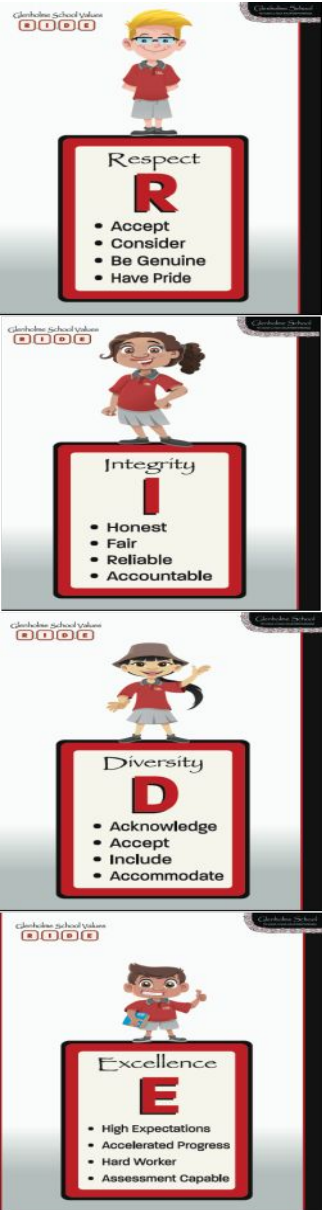 Glenholme School Values
R I D E
Glenholme School
Respect
R
• Accept
• Consider
• Be Genuine
• Have Pride
Glenholme School Values
R I D E
Glenholme School
Integrity
I
• Honest
• Fair
• Reliable
• Accountable
Glenholme School Values
R I D E
Glenholme School
Diversity
D
• Acknowledge
• Accept
• Include
• Accommodate
Glenholme School Values
R I D E
Glenholme School
Excellence
E
• High Expectations
• Accelerated Progress
• Hard Worker
• Assessment Capable